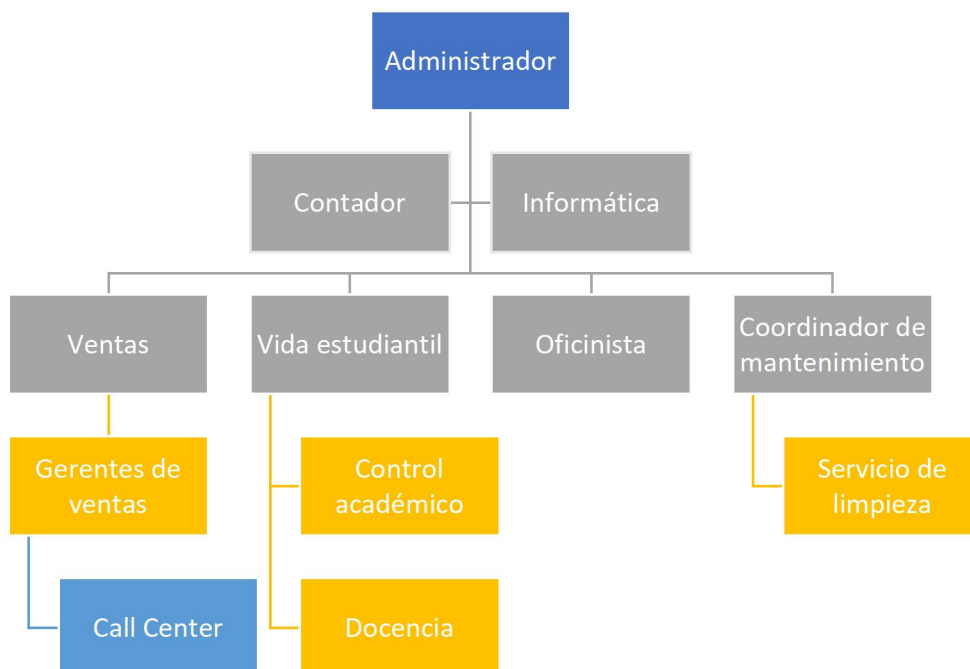 Administrador
Contador
Informática
Ventas
Vida estudiantil
Oficinista
Coordinador de
mantenimiento
Gerentes de
ventas
Control
académico
Servicio de
limpieza
Call Center
Docencia